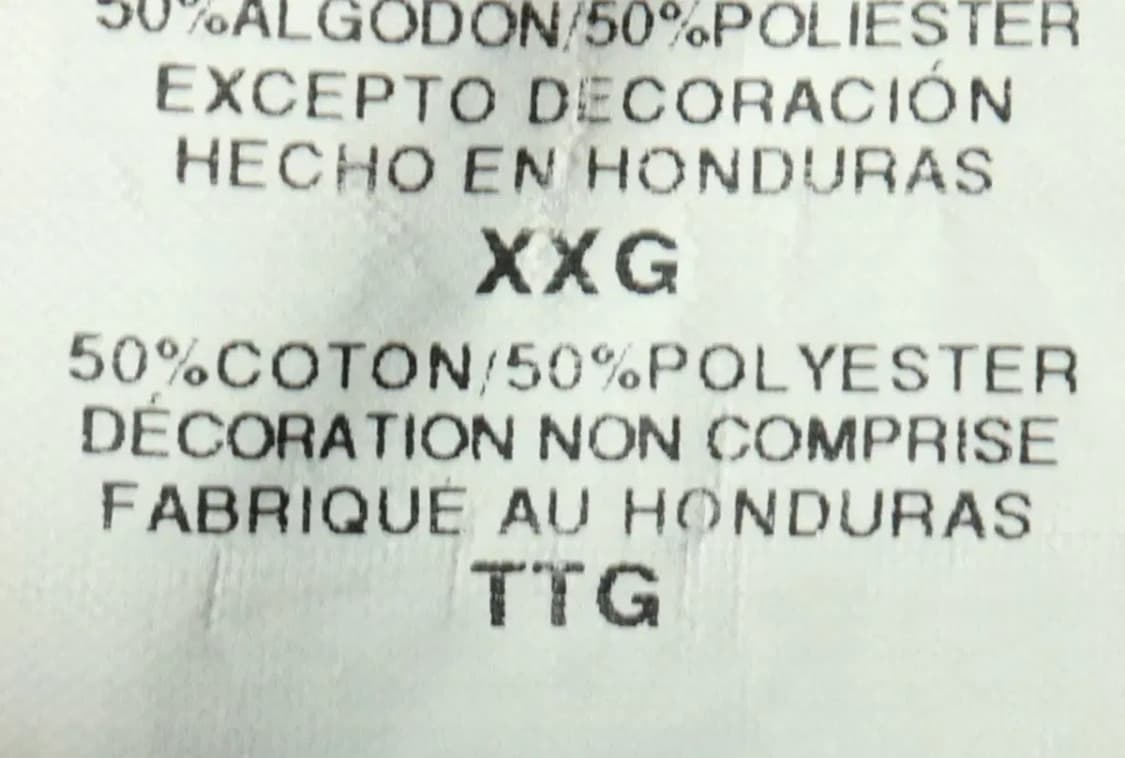 50%ALGODON/50%POLIESTER
EXCEPTO DECORACIÓN
HECHO EN HONDURAS
XXG
50%COTON/50%POLYESTER
DÉCORATION NON COMPRISE
FABRIQUÉ AU HONDURAS
TTG